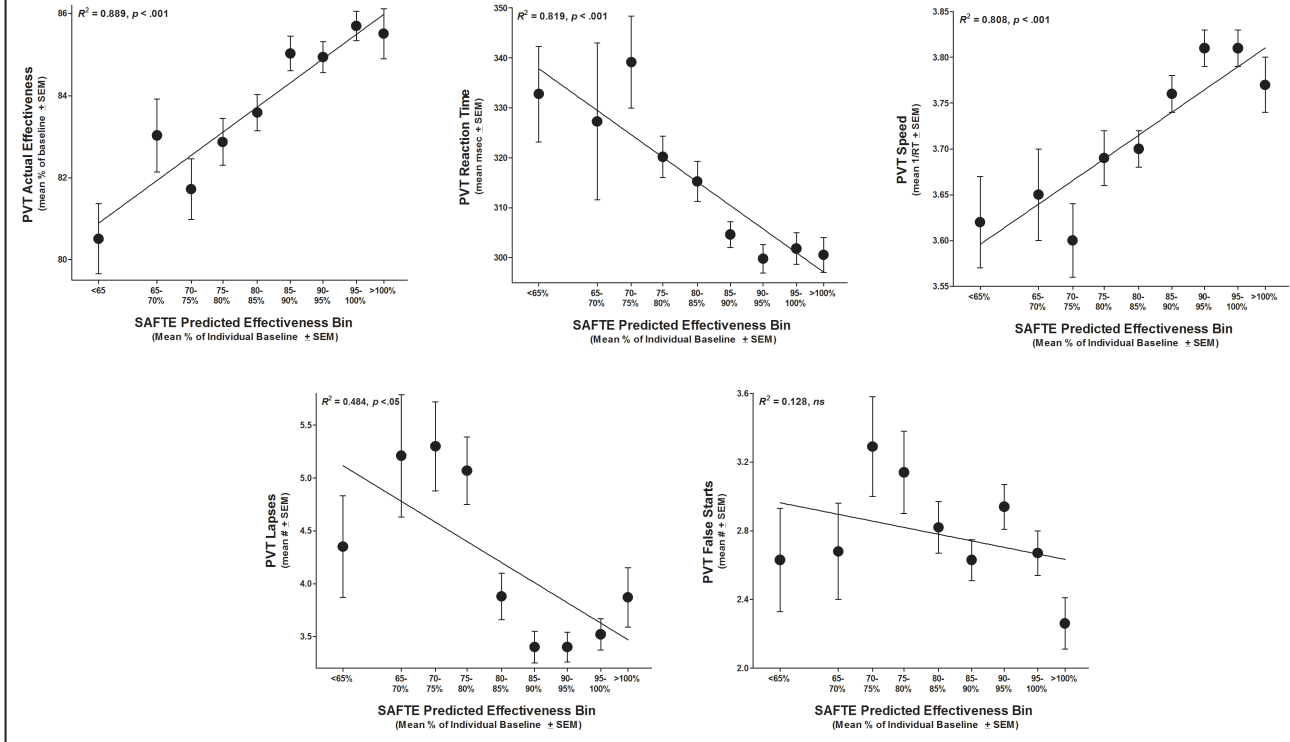 R² = 0.889, p < .001
86
84
82
80
PVT Actual Effectiveness
(mean % of baseline ± SEM)
<65 65- 70- 75- 80- 85- 90- 95- >100%
70% 75% 80% 85% 90% 95% 100%
SAFTE Predicted Effectiveness Bin
(Mean % of Individual Baseline ± SEM)
R² = 0.819, p < .001
350
340
330
320
310
300
PVT Reaction Time
(mean msec ± SEM)
<65% 65- 70- 75- 80- 85- 90- 95- >100%
70% 75% 80% 85% 90% 95% 100%
SAFTE Predicted Effectiveness Bin
(Mean % of Individual Baseline ± SEM)
R² = 0.808, p < .001
3.85
3.80
3.75
3.70
3.65
3.60
3.55
PVT Speed
(mean 1/RT ± SEM)
<65% 65- 70- 75- 80- 85- 90- 95- >100%
70% 75% 80% 85% 90% 95% 100%
SAFTE Predicted Effectiveness Bin
(Mean % of Individual Baseline ± SEM)
R² = 0.484, p <.05
5.5
5.0
4.5
4.0
3.5
PVT Lapses
(mean # ± SEM)
<65% 65- 70- 75- 80- 85- 90- 95- >100%
70% 75% 80% 85% 90% 95% 100%
SAFTE Predicted Effectiveness Bin
(Mean % of Individual Baseline ± SEM)
R² = 0.128, ns
3.6
3.2
2.8
2.4
2.0
PVT False Starts
(mean # ± SEM)
<65% 65- 70- 75- 80- 85- 90- 95- >100%
70% 75% 80% 85% 90% 95% 100%
SAFTE Predicted Effectiveness Bin
(Mean % of Individual Baseline ± SEM)